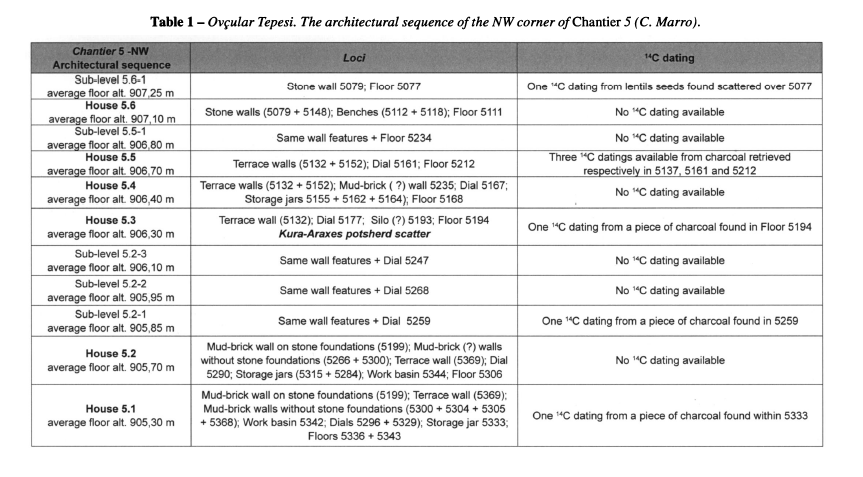 Table 1 – Ovçular Tepesi. The architectural sequence of the NW corner of Chantier 5 (C. Marro).
Chantier 5 -NW
Architectural sequence
Loci
¹⁴C dating
Sub-level 5.6-1
average floor alt. 907,25 m
Stone wall 5079; Floor 5077
One ¹⁴C dating from lentils seeds found scattered over 5077
House 5.6
average floor alt. 907,10 m
Stone walls (5079 + 5148); Benches (5112 + 5118); Floor 5111
No ¹⁴C dating available
Sub-level 5.5-1
average floor alt. 906,80 m
Same wall features + Floor 5234
No ¹⁴C dating available
House 5.5
average floor alt. 906,70 m
Terrace walls (5132 + 5152); Dial 5161; Floor 5212
Three ¹⁴C datings available from charcoal retrieved
respectively in 5137, 5161 and 5212
House 5.4
average floor alt. 906,40 m
Terrace walls (5132 + 5152); Mud-brick ( ?) wall 5235; Dial 5167;
Storage jars 5155 + 5162 + 5164); Floor 5168
No ¹⁴C dating available
House 5.3
average floor alt. 906,30 m
Terrace wall (5132); Dial 5177; Silo (?) 5193; Floor 5194
Kura-Araxes potsherd scatter
One ¹⁴C dating from a piece of charcoal found in Floor 5194
Sub-level 5.2-3
average floor alt. 906,10 m
Same wall features + Dial 5247
No ¹⁴C dating available
Sub-level 5.2-2
average floor alt. 905,95 m
Same wall features + Dial 5268
No ¹⁴C dating available
Sub-level 5.2-1
average floor alt. 905,85 m
Same wall features + Dial 5259
One ¹⁴C dating from a piece of charcoal found in 5259
House 5.2
average floor alt. 905,70 m
Mud-brick wall on stone foundations (5199); Mud-brick (?) walls
without stone foundations (5266 + 5300); Terrace wall (5369); Dial
5290; Storage jars (5315 + 5284); Work basin 5344; Floor 5306
No ¹⁴C dating available
House 5.1
average floor alt. 905,30 m
Mud-brick wall on stone foundations (5199); Terrace wall (5369);
Mud-brick walls without stone foundations (5300 + 5304 + 5305
+ 5368); Work basin 5342; Dials 5296 + 5329); Storage jar 5333;
Floors 5336 + 5343
One ¹⁴C dating from a piece of charcoal found within 5333